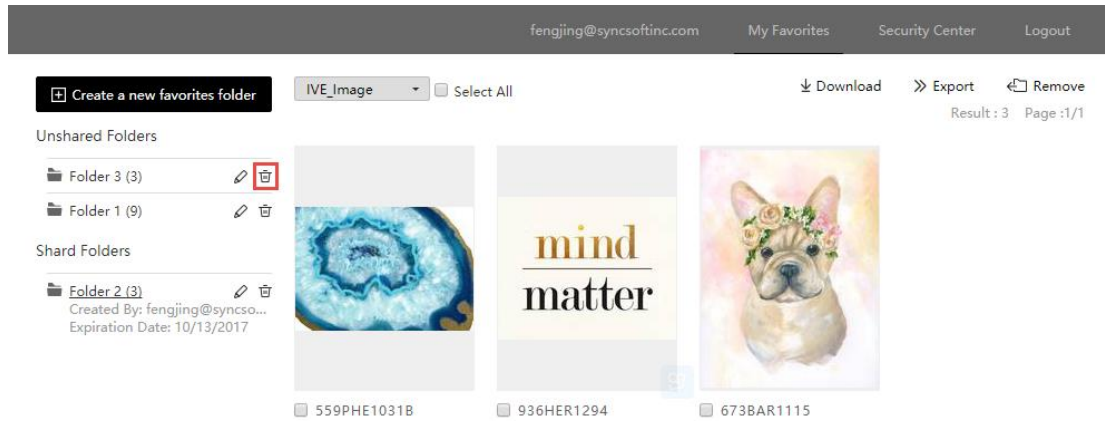 fengjing@syncsoftinc.com My Favorites Security Center Logout
Create a new favorites folder
IVE_Image Select All
Download Export Remove
Result : 3 Page :1/1
Unshared Folders
Folder 3 (3)
Folder 1 (9)
Shard Folders
Folder 2 (3)
Created By: fengjing@syncso...
Expiration Date: 10/13/2017
mind
matter
559PHE1031B 936HER1294 673BAR1115